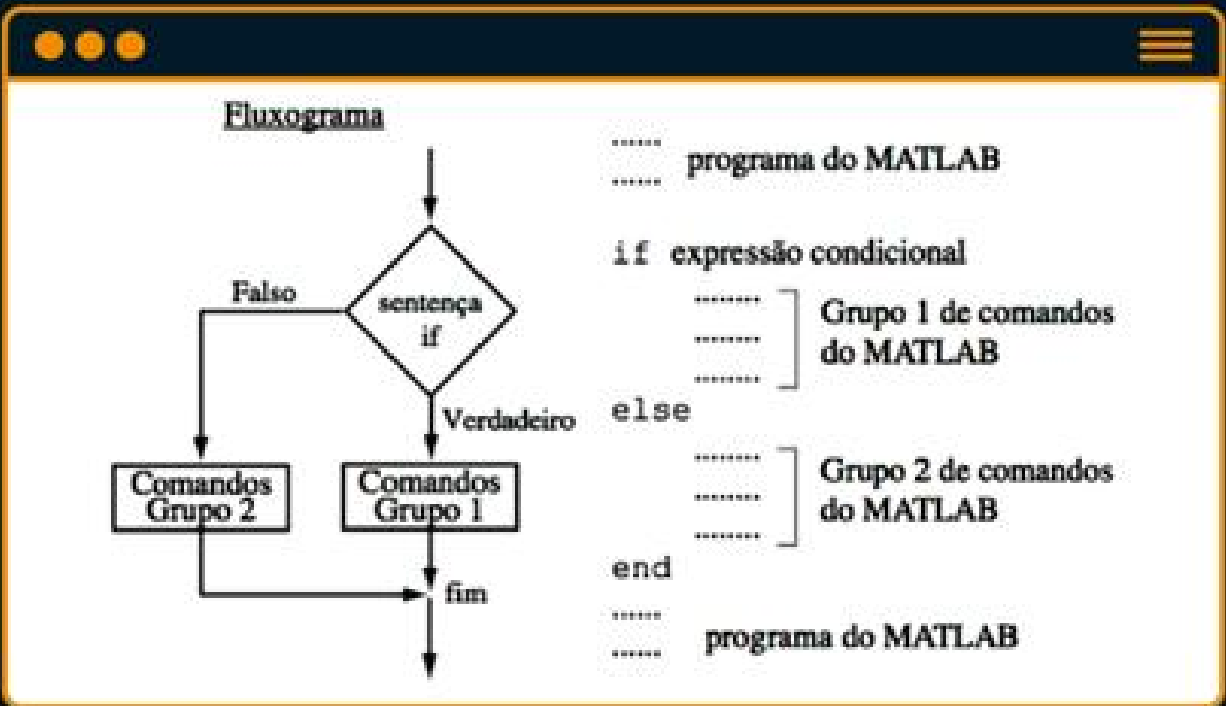 Fluxograma
sentença
if
Falso
Verdadeiro
Comandos
Grupo 2
Comandos
Grupo 1
fim
...... programa do MATLAB
......
if expressão condicional
........ Grupo 1 de comandos
........ do MATLAB
........
else
........ Grupo 2 de comandos
........ do MATLAB
........
end
...... programa do MATLAB
......